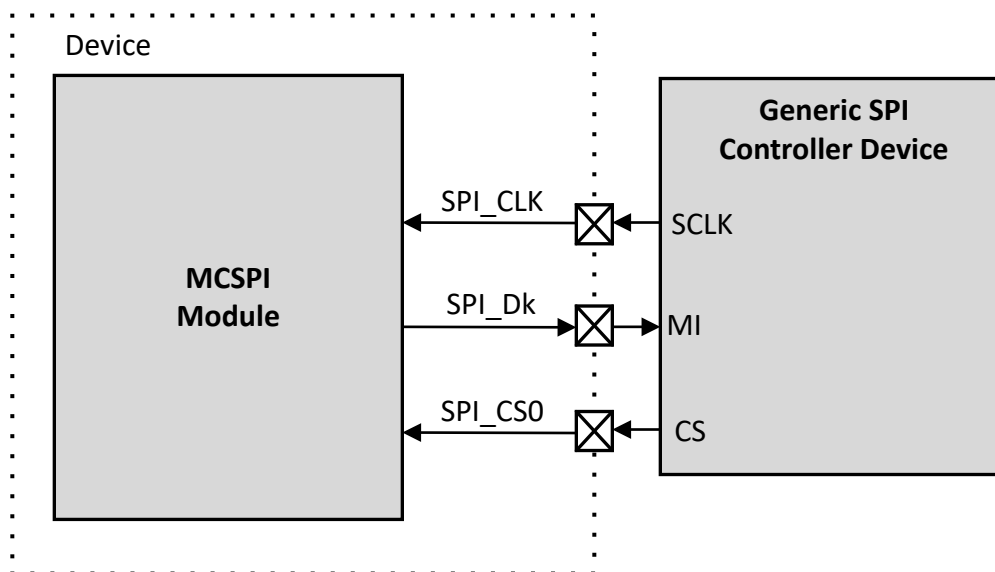 Device
Generic SPI
Controller Device
SPI_CLK
SCLK
MCSPI
Module
SPI_Dk
MI
SPI_CS0
CS